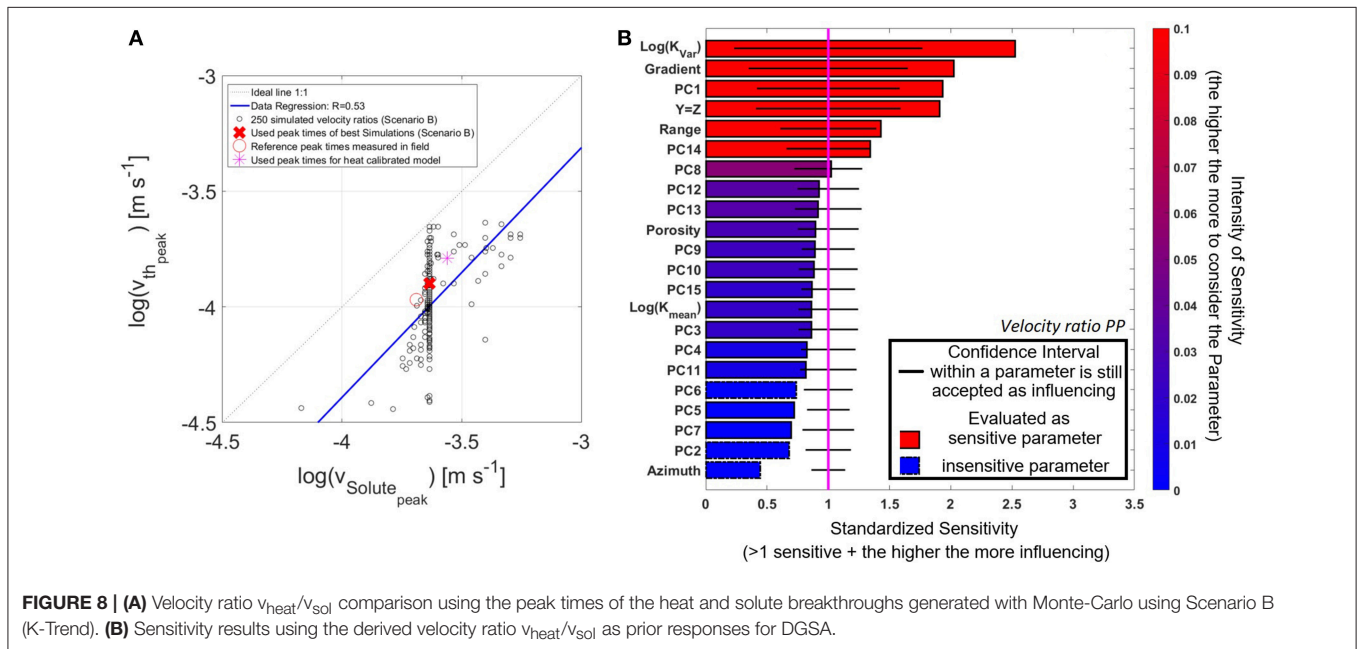 A
-3
-3.5
-4
-4.5
log(v_th_peak) [m s⁻¹]
Ideal line 1:1
Data Regression: R=0.53
250 simulated velocity ratios (Scenario B)
Used peak times of best Simulations (Scenario B)
Reference peak times measured in field
Used peak times for heat calibrated model
-4.5 -4 -3.5 -3
log(v_Solute_peak) [m s⁻¹]
B
Log(K_Var)
Gradient
PC1
Y=Z
Range
PC14
PC8
PC12
PC13
Porosity
PC9
PC10
PC15
Log(K_mean)
PC3
PC4
PC11
PC6
PC5
PC7
PC2
Azimuth
Velocity ratio PP
Confidence Interval
within a parameter is still
accepted as influencing
Evaluated as
sensitive parameter
insensitive parameter
0 0.5 1 1.5 2 2.5 3 3.5
Standardized Sensitivity
(>1 sensitive + the higher the more influencing)
0.1
0.09
0.08
0.07
0.06
0.05
0.04
0.03
0.02
0.01
0
Intensity of Sensitivity
(the higher the more to consider the Parameter)
FIGURE 8 | (A) Velocity ratio v_heat/v_sol comparison using the peak times of the heat and solute breakthroughs generated with Monte-Carlo using Scenario B
(K-Trend). (B) Sensitivity results using the derived velocity ratio v_heat/v_sol as prior responses for DGSA.